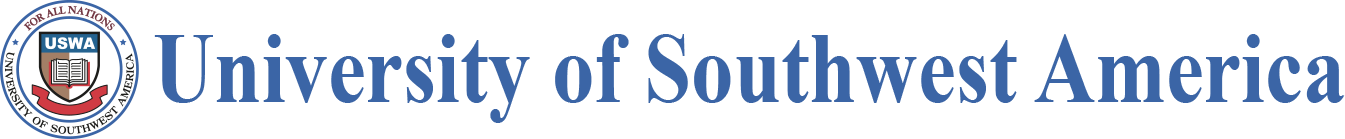 FOR ALL NATIONS
USWA
UNIVERSITY OF SOUTHWEST AMERICA
University of Southwest America